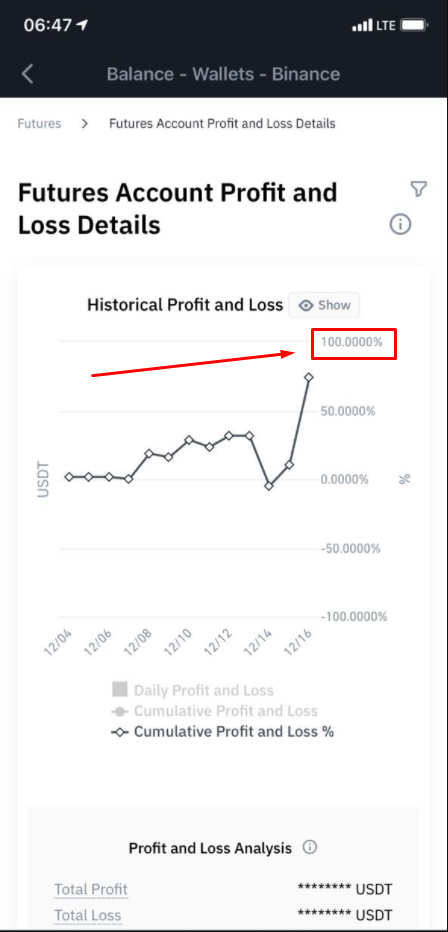 06:47 LTE
Balance - Wallets - Binance
Futures > Futures Account Profit and Loss Details
Futures Account Profit and
Loss Details
Historical Profit and Loss Show
100.0000%
50.0000%
0.0000%
-50.0000%
-100.0000%
USDT
%
12/04 12/06 12/08 12/10 12/12 12/14 12/16
Daily Profit and Loss
Cumulative Profit and Loss
Cumulative Profit and Loss %
Profit and Loss Analysis
Total Profit ******** USDT
Total Loss ******** USDT